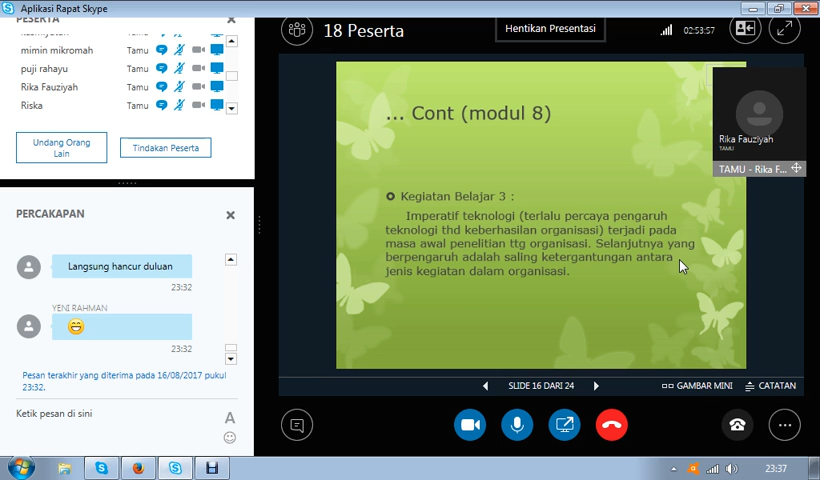 Aplikasi Rapat Skype
PESERTA
Tamu
mimin mikromah Tamu
puji rahayu Tamu
Rika Fauziyah Tamu
Riska Tamu
Undang Orang
Lain
Tindakan Peserta
PERCAKAPAN
Langsung hancur duluan
23:32
YENI RAHMAN
23:32
Pesan terakhir yang diterima pada 16/08/2017 pukul
23:32.
Ketik pesan di sini
A
18 Peserta
Hentikan Presentasi
02:53:57
... Cont (modul 8)
Kegiatan Belajar 3 :
Imperatif teknologi (terlalu percaya pengaruh
teknologi thd keberhasilan organisasi) terjadi pada
masa awal penelitian ttg organisasi. Selanjutnya yang
berpengaruh adalah saling ketergantungan antara
jenis kegiatan dalam organisasi.
Rika Fauziyah
TAMU
TAMU - Rika F...
SLIDE 16 DARI 24
GAMBAR MINI
CATATAN
23:37